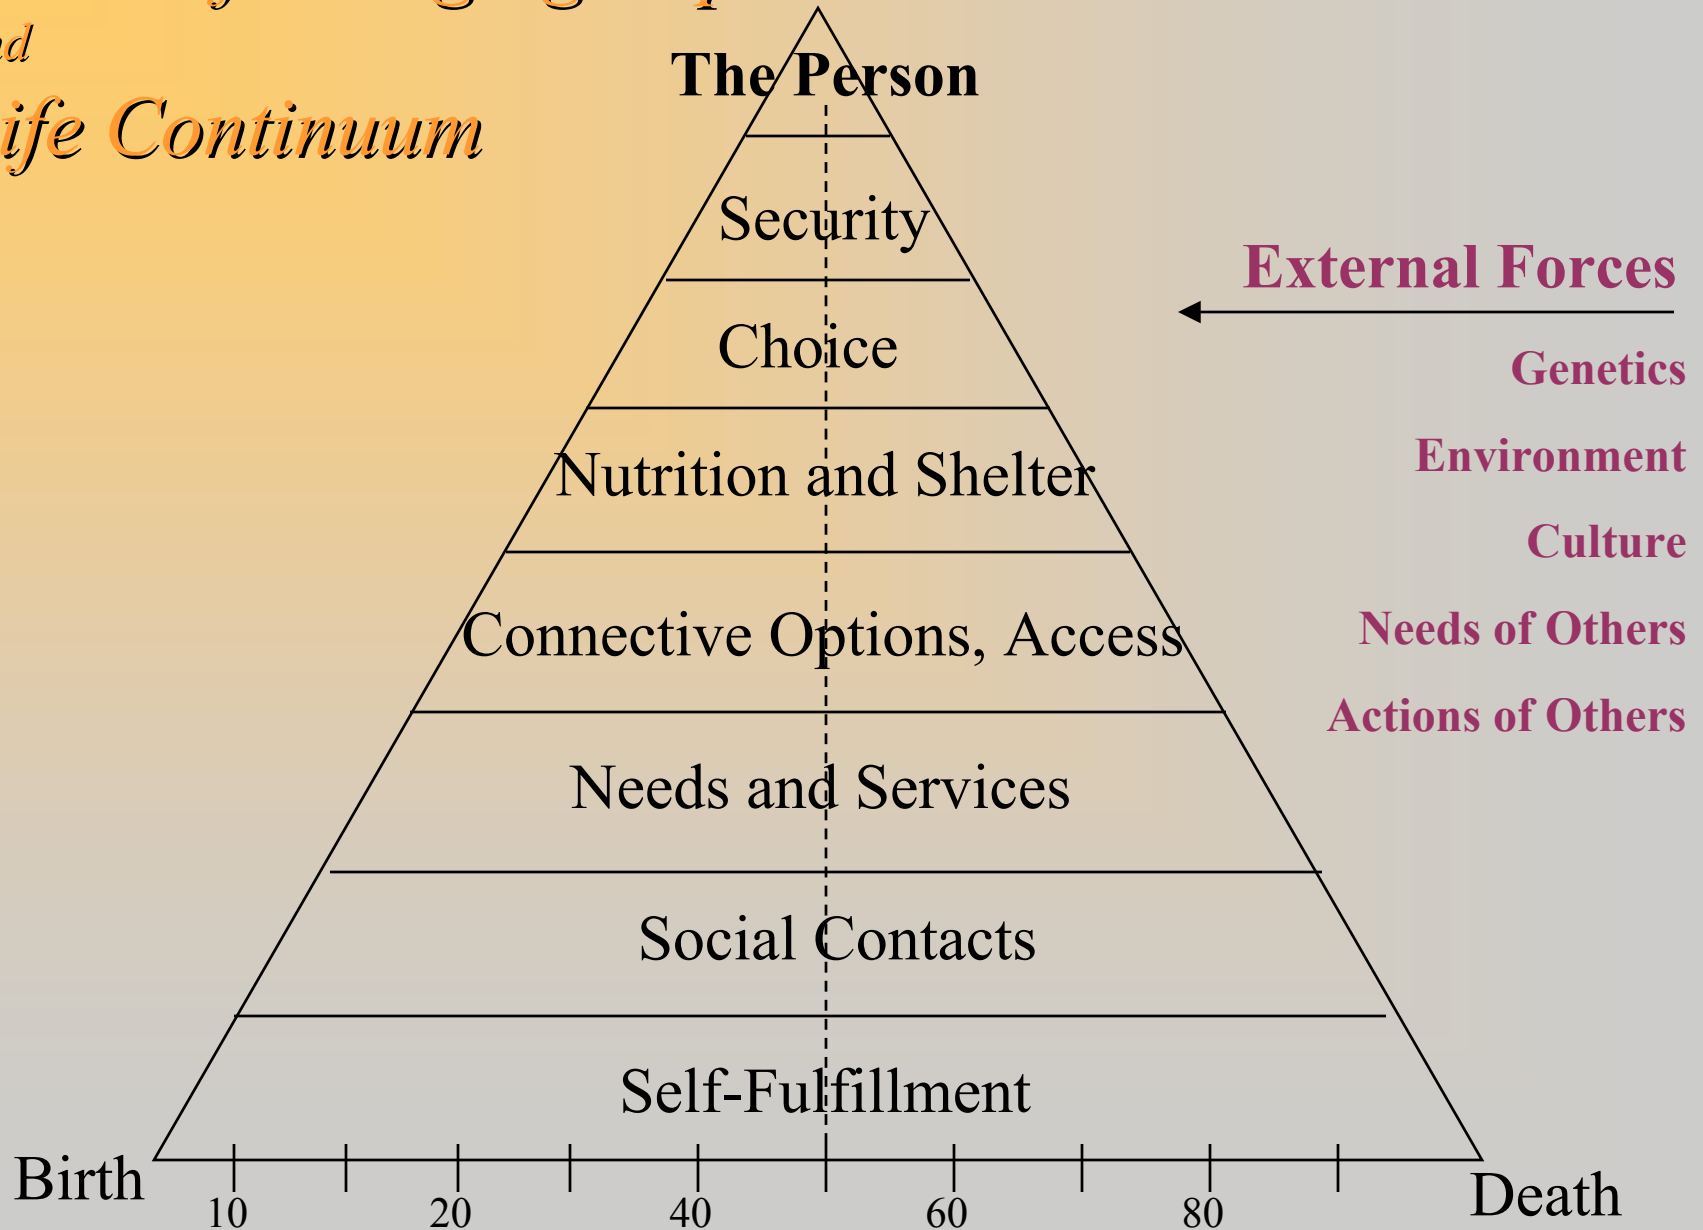 Continuum
The Person
Security
Choice
Nutrition and Shelter
Connective Options, Access
Needs and Services
Social Contacts
Self-Fulfillment
External Forces
Genetics
Environment
Culture
Needs of Others
Actions of Others
Birth
10
20
40
60
80
Death